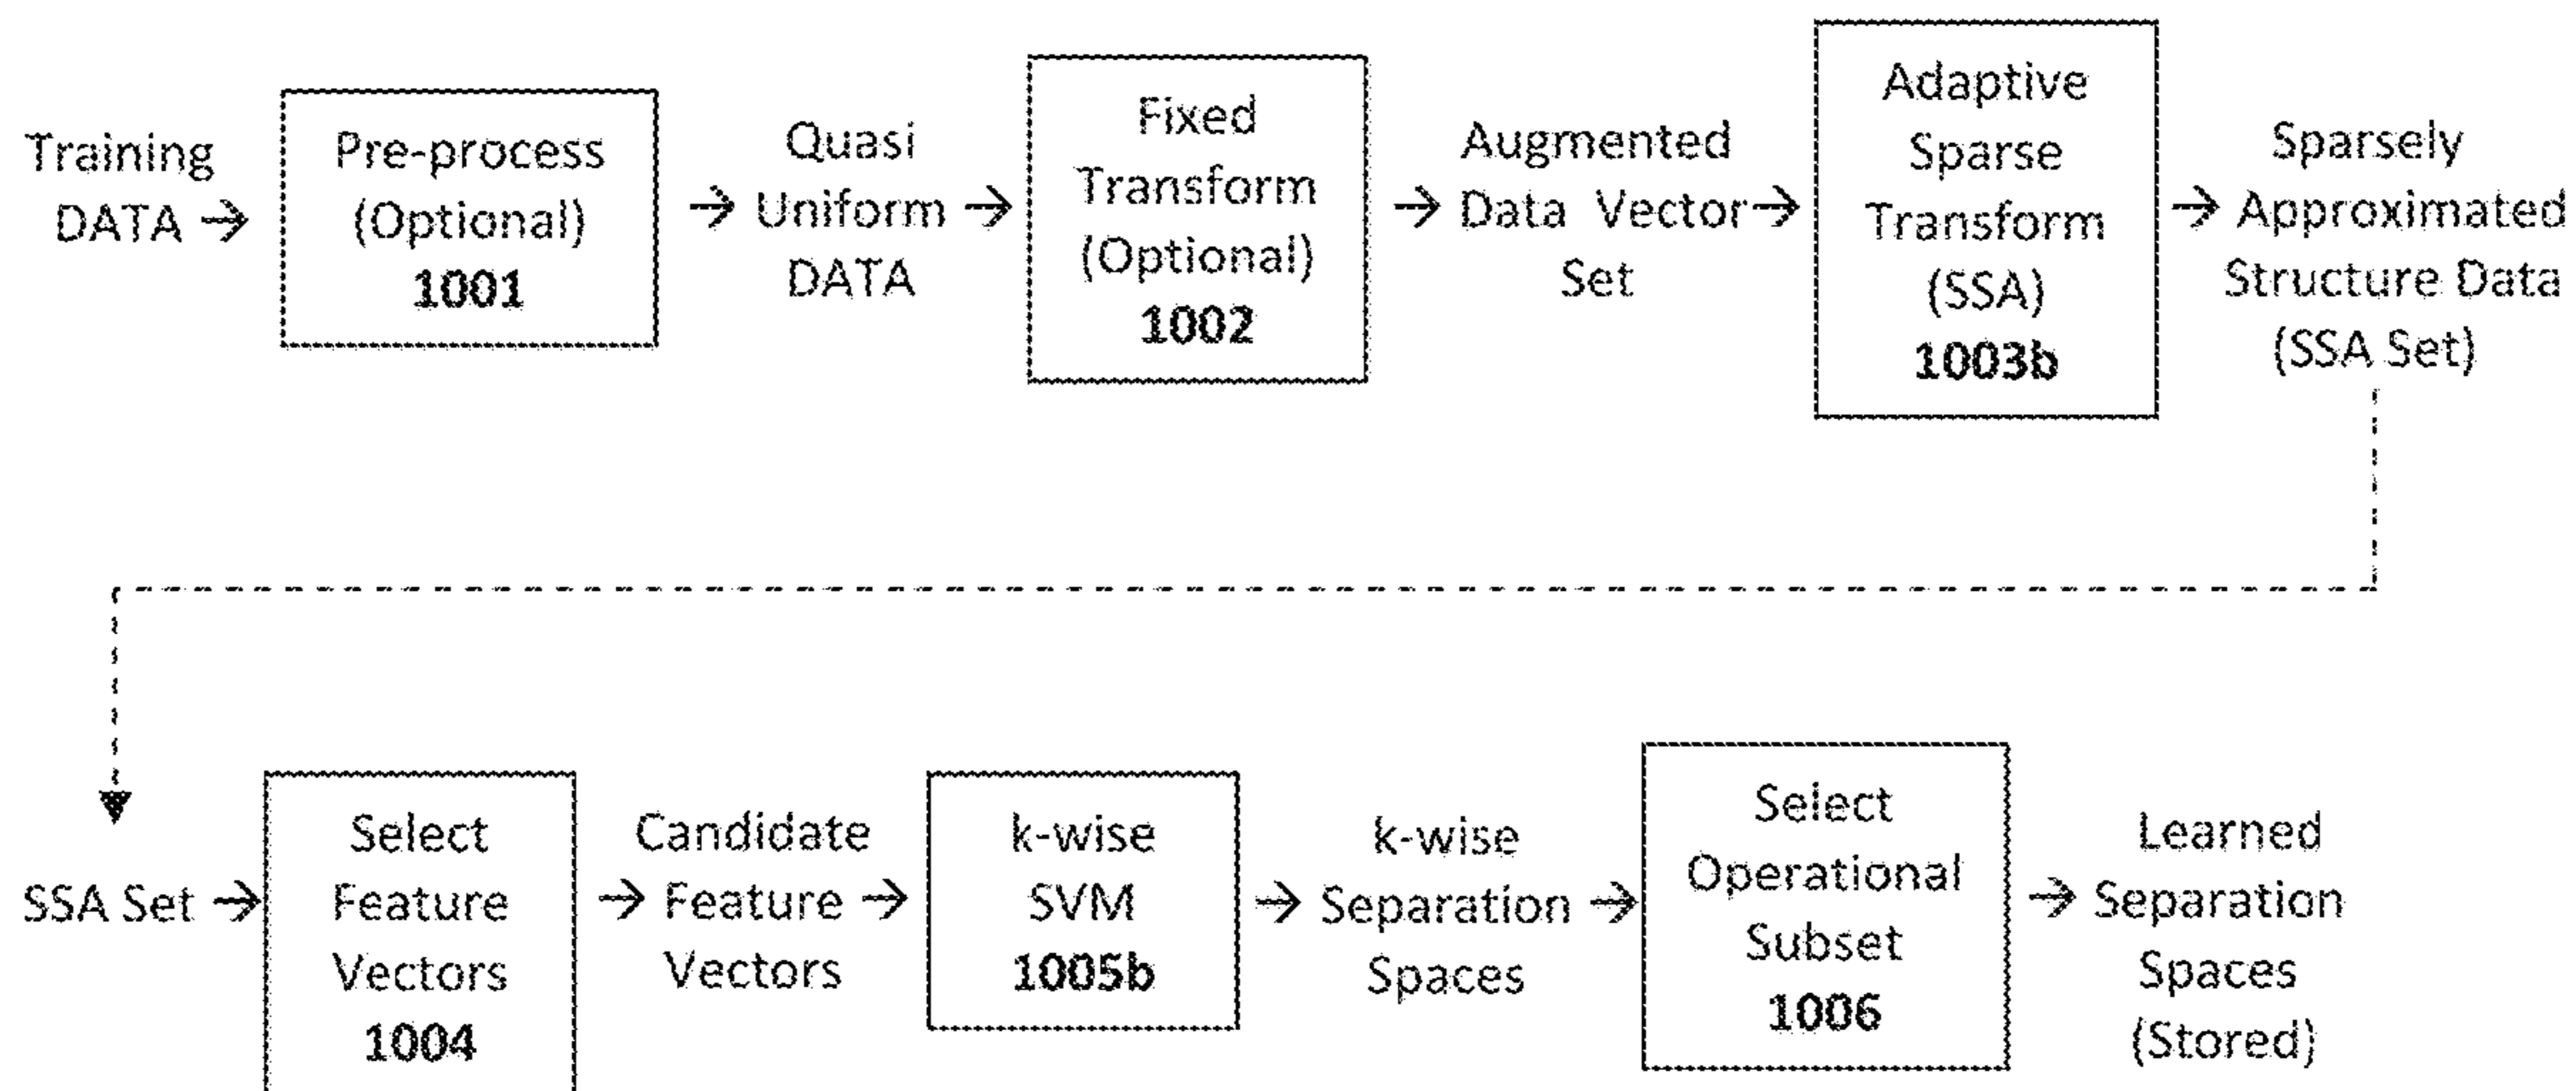 Training
DATA →
Pre-process
(Optional)
1001
→ Quasi
Uniform →
DATA
Fixed
Transform
(Optional)
1002
→ Augmented
Data Vector→
Set
Adaptive
Sparse
Transform
(SSA)
1003b
→ Sparsely
Approximated
Structure Data
(SSA Set)
SSA Set →
Select
Feature
Vectors
1004
→ Candidate
Feature →
Vectors
k-wise
SVM
1005b
→ k-wise
Separation →
Spaces
Select
Operational
Subset
1006
→ Learned
Separation
Spaces
(Stored)